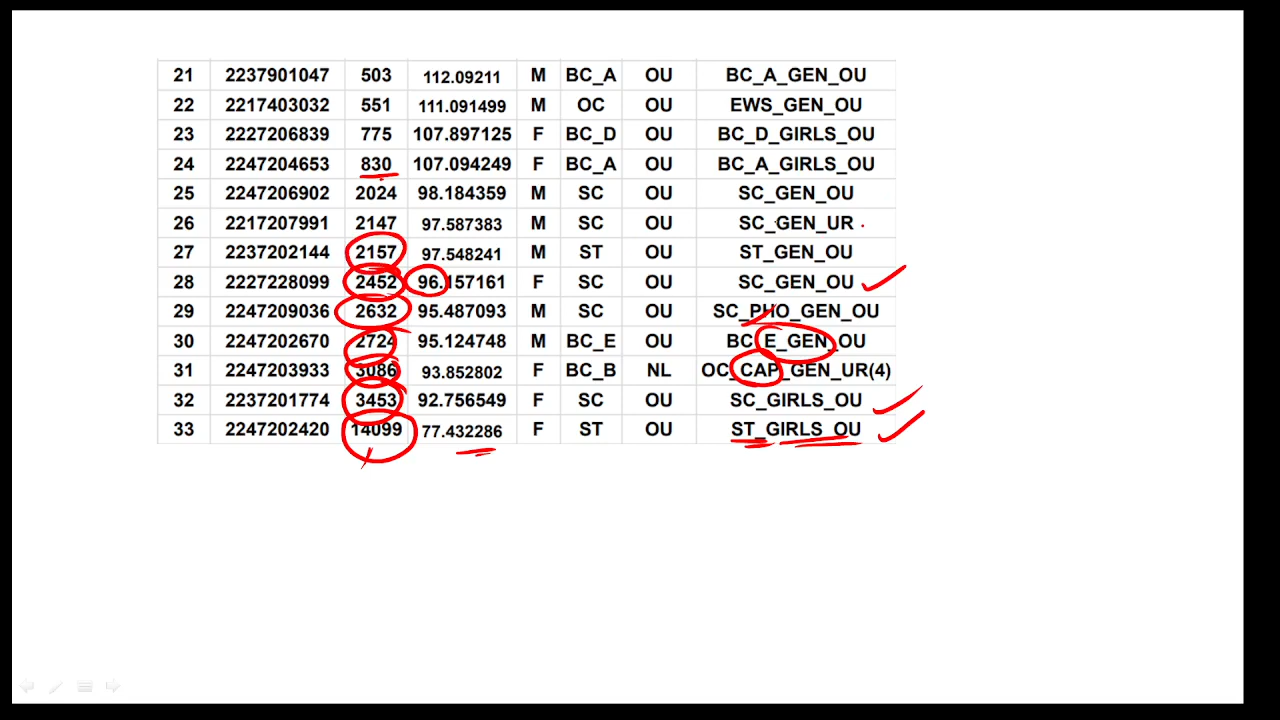 21 2237901047 503 112.09211 M BC_A OU BC_A_GEN_OU
22 2217403032 551 111.091499 M OC OU EWS_GEN_OU
23 2227206839 775 107.897125 F BC_D OU BC_D_GIRLS_OU
24 2247204653 830 107.094249 F BC_A OU BC_A_GIRLS_OU
25 2247206902 2024 98.184359 M SC OU SC_GEN_OU
26 2217207991 2147 97.587383 M SC OU SC_GEN_UR
27 2237202144 2157 97.548241 M ST OU ST_GEN_OU
28 2227228099 2452 96.157161 F SC OU SC_GEN_OU
29 2247209036 2632 95.487093 M SC OU SC_PHO_GEN_OU
30 2247202670 2724 95.124748 M BC_E OU BC_E_GEN_OU
31 2247203933 3086 93.852802 F BC_B NL OC_CAP_GEN_UR(4)
32 2237201774 3453 92.756549 F SC OU SC_GIRLS_OU
33 2247202420 14099 77.432286 F ST OU ST_GIRLS_OU